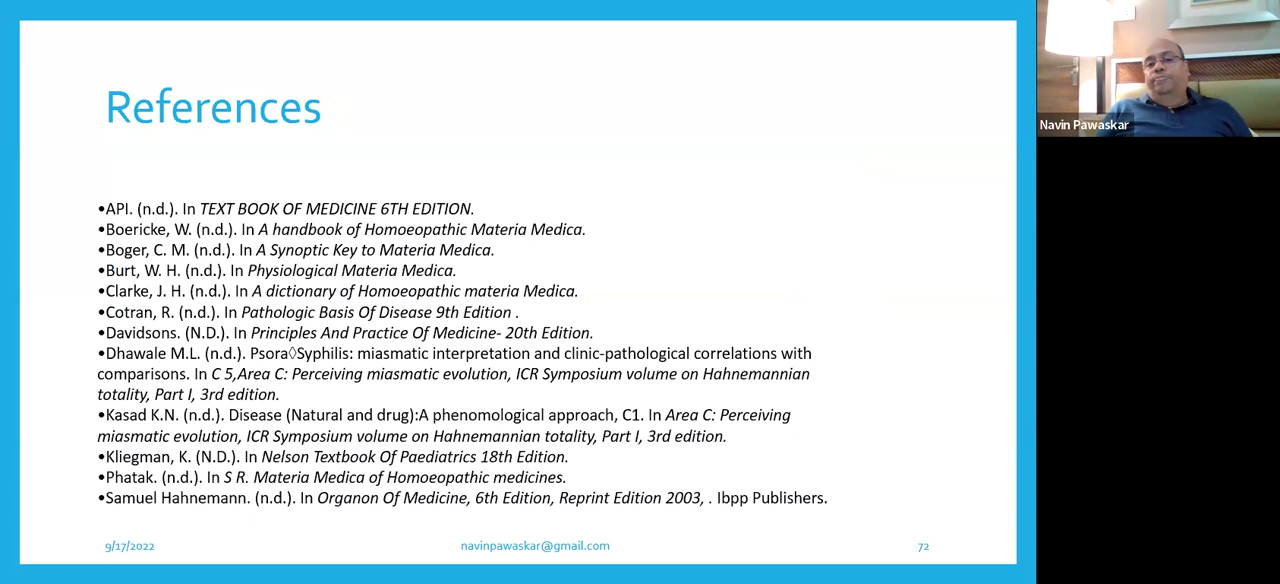 References
•API. (n.d.). In TEXT BOOK OF MEDICINE 6TH EDITION.
•Boericke, W. (n.d.). In A handbook of Homoeopathic Materia Medica.
•Boger, C. M. (n.d.). In A Synoptic Key to Materia Medica.
•Burt, W. H. (n.d.). In Physiological Materia Medica.
•Clarke, J. H. (n.d.). In A dictionary of Homoeopathic materia Medica.
•Cotran, R. (n.d.). In Pathologic Basis Of Disease 9th Edition .
•Davidsons. (N.D.). In Principles And Practice Of Medicine- 20th Edition.
•Dhawale M.L. (n.d.). Psora◊Syphilis: miasmatic interpretation and clinic-pathological correlations with
comparisons. In C 5,Area C: Perceiving miasmatic evolution, ICR Symposium volume on Hahnemannian
totality, Part I, 3rd edition.
•Kasad K.N. (n.d.). Disease (Natural and drug):A phenomological approach, C1. In Area C: Perceiving
miasmatic evolution, ICR Symposium volume on Hahnemannian totality, Part I, 3rd edition.
•Kliegman, K. (N.D.). In Nelson Textbook Of Paediatrics 18th Edition.
•Phatak. (n.d.). In S R. Materia Medica of Homoeopathic medicines.
•Samuel Hahnemann. (n.d.). In Organon Of Medicine, 6th Edition, Reprint Edition 2003, . Ibpp Publishers.
9/17/2022
navinpawaskar@gmail.com
72
Navin Pawaskar